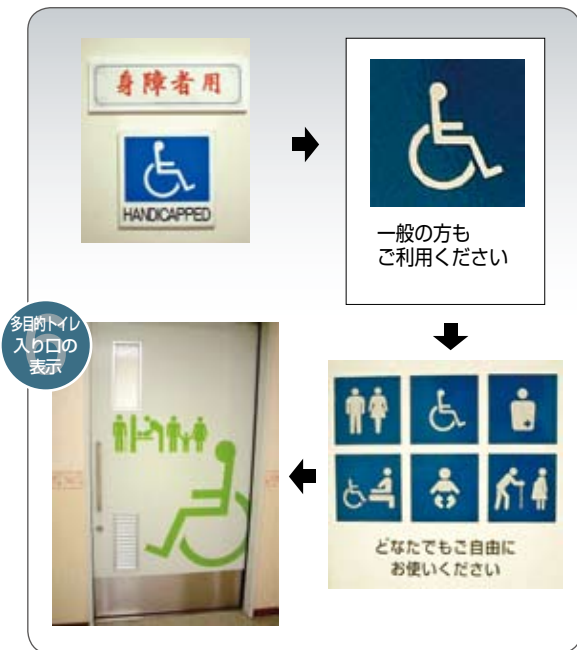 身障者用
HANDICAPPED
一般の方も
ご利用ください
6
多目的トイレ
入り口の
表示
どなたでもご自由に
お使いください